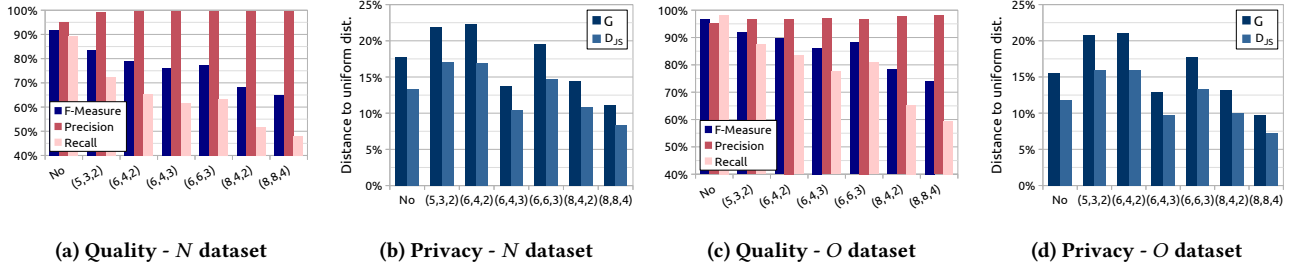 100%
90%
80%
70%
60%
50%
40%
F-Measure
Precision
Recall
No
(5,3,2)
(6,4,2)
(6,4,3)
(6,6,3)
(8,4,2)
(8,8,4)
(a) Quality - N dataset
Distance to uniform dist.
25%
20%
15%
10%
5%
0%
G
DJS
No
(5,3,2)
(6,4,2)
(6,4,3)
(6,6,3)
(8,4,2)
(8,8,4)
(b) Privacy - N dataset
100%
90%
80%
70%
60%
50%
40%
F-Measure
Precision
Recall
No
(5,3,2)
(6,4,2)
(6,4,3)
(6,6,3)
(8,4,2)
(8,8,4)
(c) Quality - O dataset
Distance to uniform dist.
25%
20%
15%
10%
5%
0%
G
DJS
No
(5,3,2)
(6,4,2)
(6,4,3)
(6,6,3)
(8,4,2)
(8,8,4)
(d) Privacy - O dataset